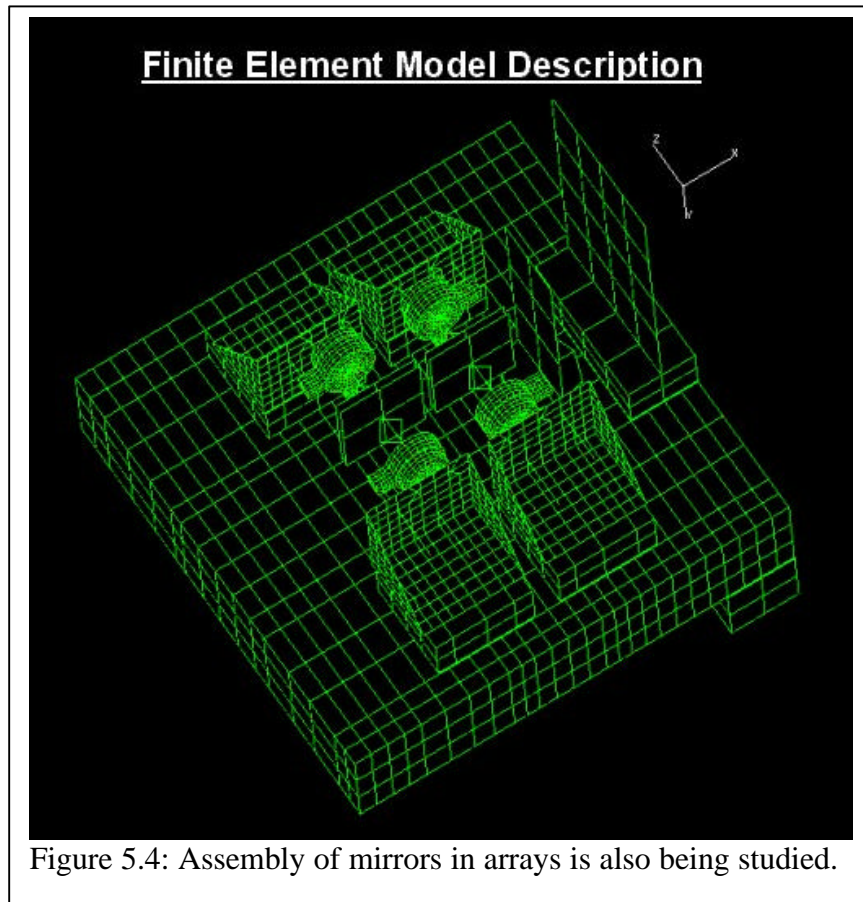 Finite Element Model Description
Z
X
Y
Figure 5.4: Assembly of mirrors in arrays is also being studied.